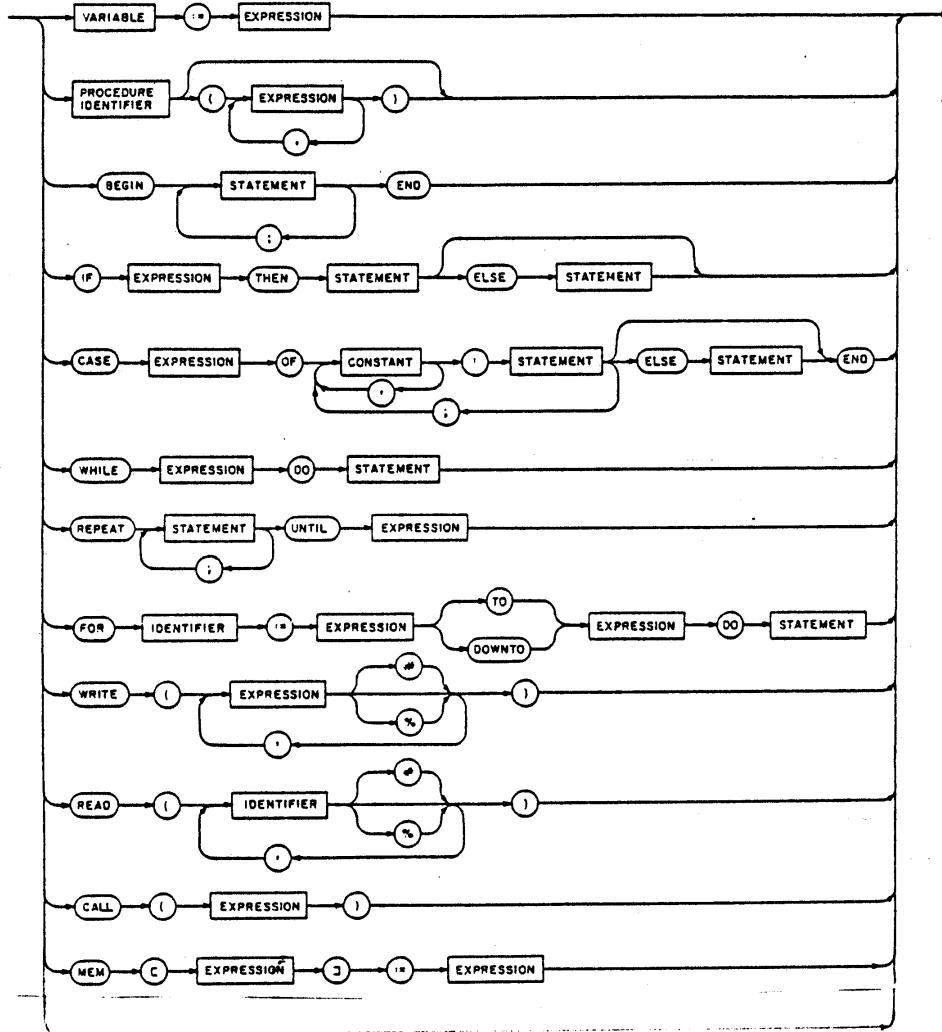 VARIABLE := EXPRESSION
PROCEDURE IDENTIFIER ( EXPRESSION )
,
BEGIN STATEMENT END
;
IF EXPRESSION THEN STATEMENT ELSE STATEMENT
CASE EXPRESSION OF CONSTANT : STATEMENT ELSE STATEMENT END
,
;
WHILE EXPRESSION DO STATEMENT
REPEAT STATEMENT UNTIL EXPRESSION
;
TO
FOR IDENTIFIER := EXPRESSION EXPRESSION DO STATEMENT
DOWNTO
#
WRITE ( EXPRESSION )
%
,
#
READ ( IDENTIFIER )
%
,
CALL ( EXPRESSION )
MEM [ EXPRESSION ] := EXPRESSION